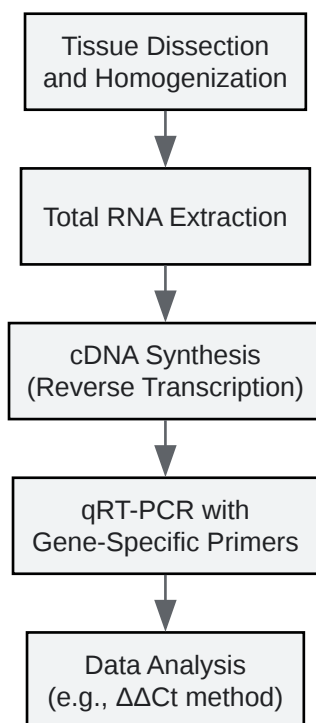 Tissue Dissection
and Homogenization
Total RNA Extraction
cDNA Synthesis
(Reverse Transcription)
qRT-PCR with
Gene-Specific Primers
Data Analysis
(e.g., ΔΔCt method)